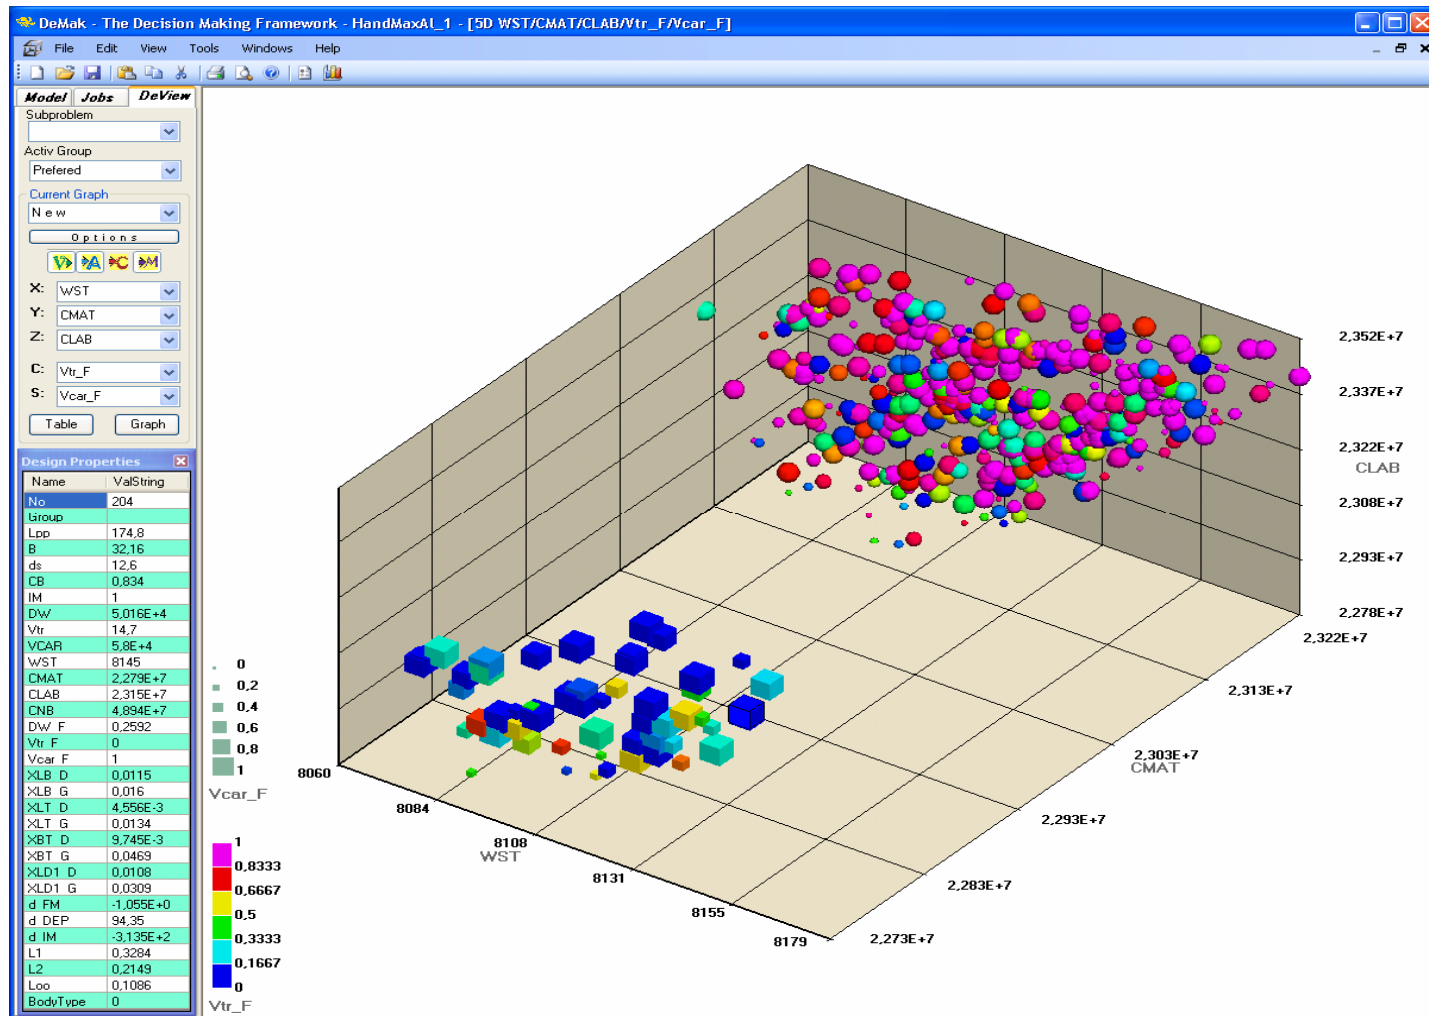 DeMak - The Decision Making Framework - HandMaxAl_1 - [5D WST/CMAT/CLAB/Vtr_F/Vcar_F]
File Edit View Tools Windows Help
Model Jobs DeView
Subproblem
Activ Group
Prefered
Current Graph
New
Options
V A C M
X: WST
Y: CMAT
Z: CLAB
C: Vtr_F
S: Vcar_F
Table Graph
Design Properties
Name ValString
No 204
Group
Lpp 174,8
B 32,16
ds 12,6
CB 0,834
IM 1
DW 5,016E+4
Vtr 14,7
VCAR 5,8E+4
WST 8145
CMAT 2,279E+7
CLAB 2,315E+7
CNB 4,894E+7
DW_F 0,2592
Vtr_F 0
Vcar_F 1
XLB_D 0,0115
XLB_G 0,016
XLT_D 4,556E-3
XLT_G 0,0134
XBT_D 9,745E-3
XBT_G 0,0469
XLD1_D 0,0108
XLD1_G 0,0309
d_FM -1,055E+0
d_DEP 94,35
d_IM -3,135E+2
L1 0,3284
L2 0,2149
Loo 0,1086
BodyType 0
0
0,2
0,4
0,6
0,8
1
Vcar_F
1
0,8333
0,6667
0,5
0,3333
0,1667
0
Vtr_F
8060
8084
8108
WST
8131
8155
8179
2,352E+7
2,337E+7
2,322E+7
CLAB
2,308E+7
2,293E+7
2,278E+7
2,322E+7
2,313E+7
2,303E+7
CMAT
2,293E+7
2,283E+7
2,273E+7